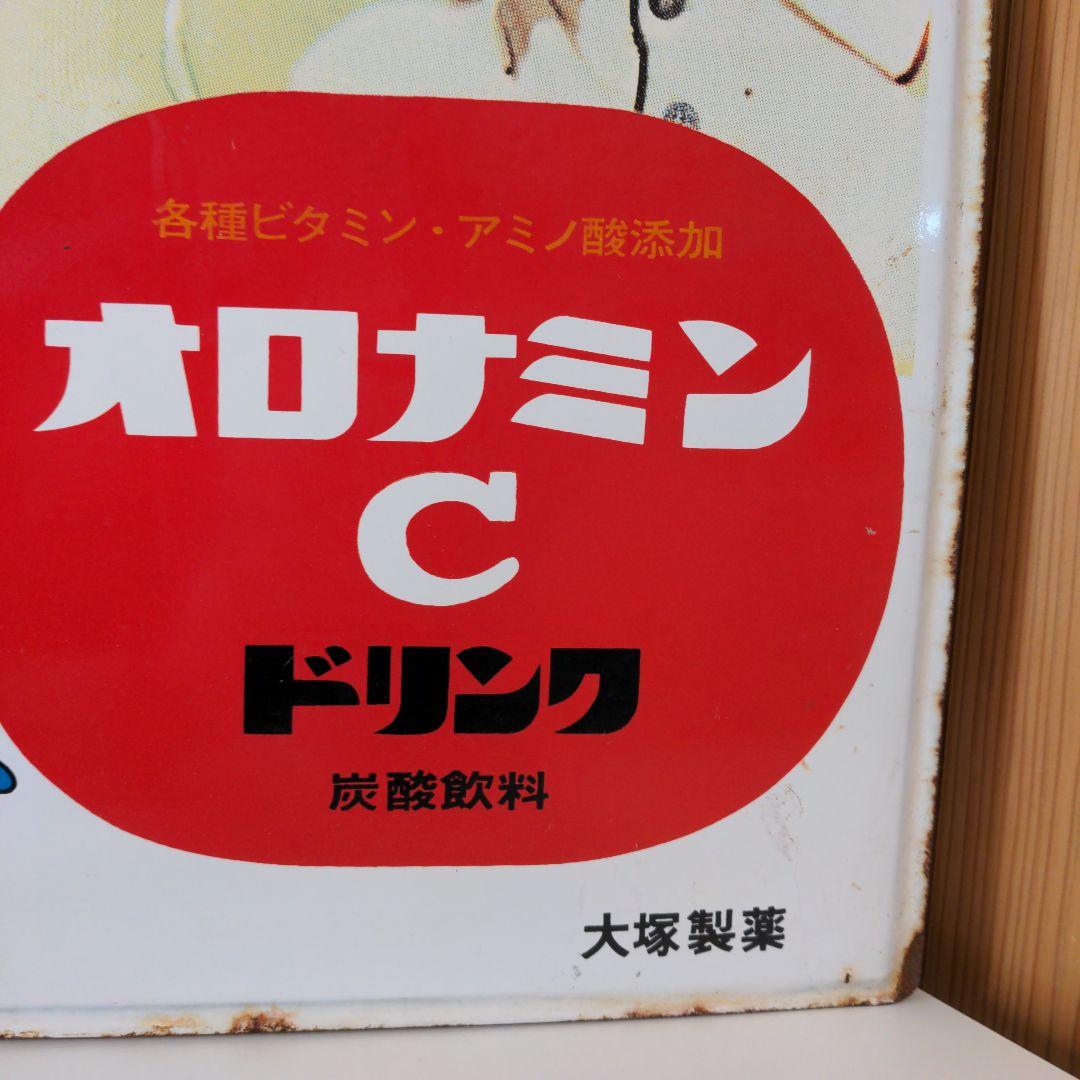 各種ビタミン・アミノ酸添加
オロナミン
C
ドリンク
炭酸飲料
大塚製薬